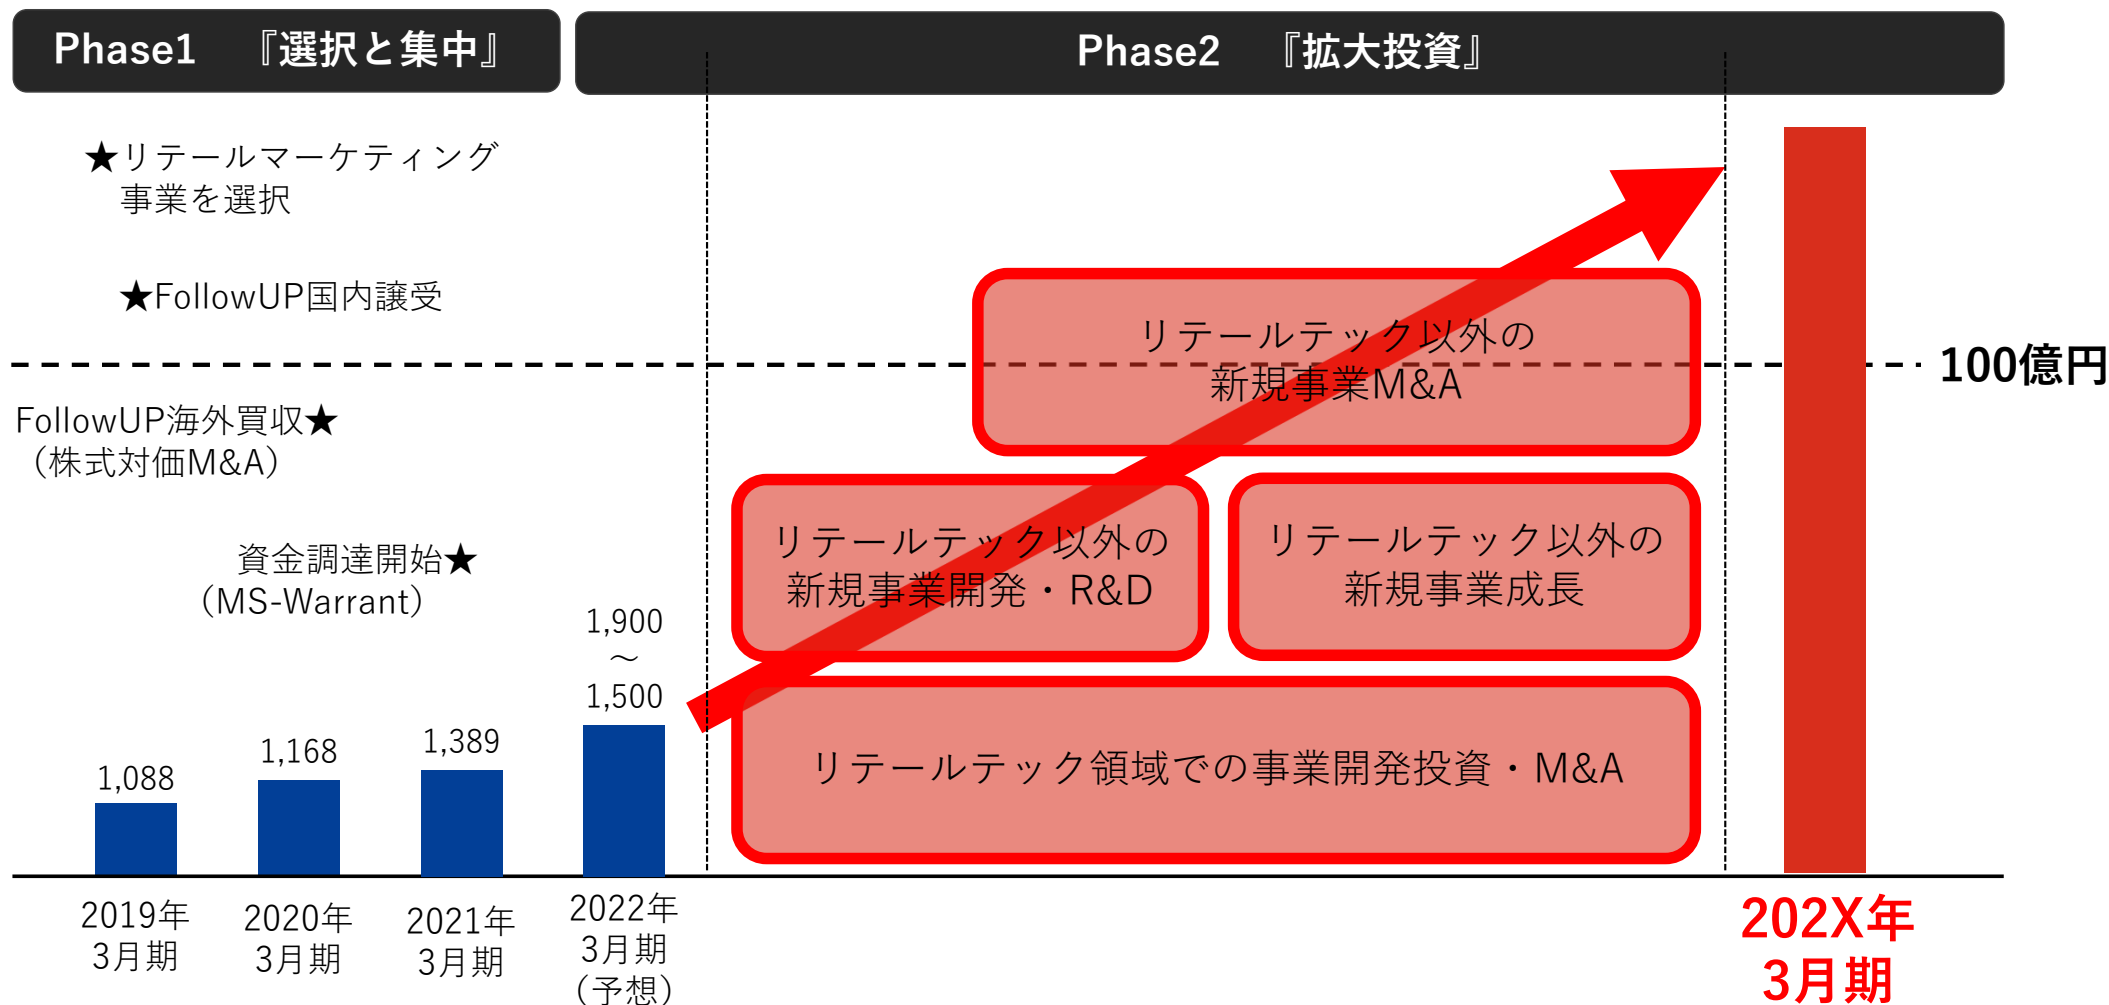 Phase1 『選択と集中』
Phase2 『拡大投資』
★リテールマーケティング
事業を選択
★FollowUP国内譲受
100億円
FollowUP海外買収★
（株式対価M&A）
資金調達開始★
（MS-Warrant）
リテールテック以外の
新規事業M&A
リテールテック以外の
新規事業開発・R&D
リテールテック以外の
新規事業成長
リテールテック領域での事業開発投資・M&A
1,088
1,168
1,389
1,900
～
1,500
2019年
3月期
2020年
3月期
2021年
3月期
2022年
3月期
（予想）
202X年
3月期